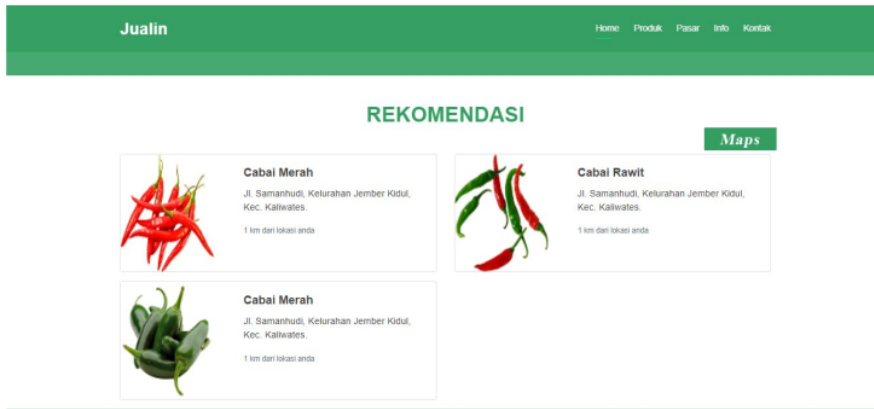 Jualin
Home Produk Pasar Info Kontak
REKOMENDASI
Maps
Cabai Merah
Jl. Samanhudi, Kelurahan Jember Kidul,
Kec. Kaliwates.
1 km dari lokasi anda
Cabai Rawit
Jl. Samanhudi, Kelurahan Jember Kidul,
Kec. Kaliwates.
1 km dari lokasi anda
Cabai Merah
Jl. Samanhudi, Kelurahan Jember Kidul,
Kec. Kaliwates.
1 km dari lokasi anda